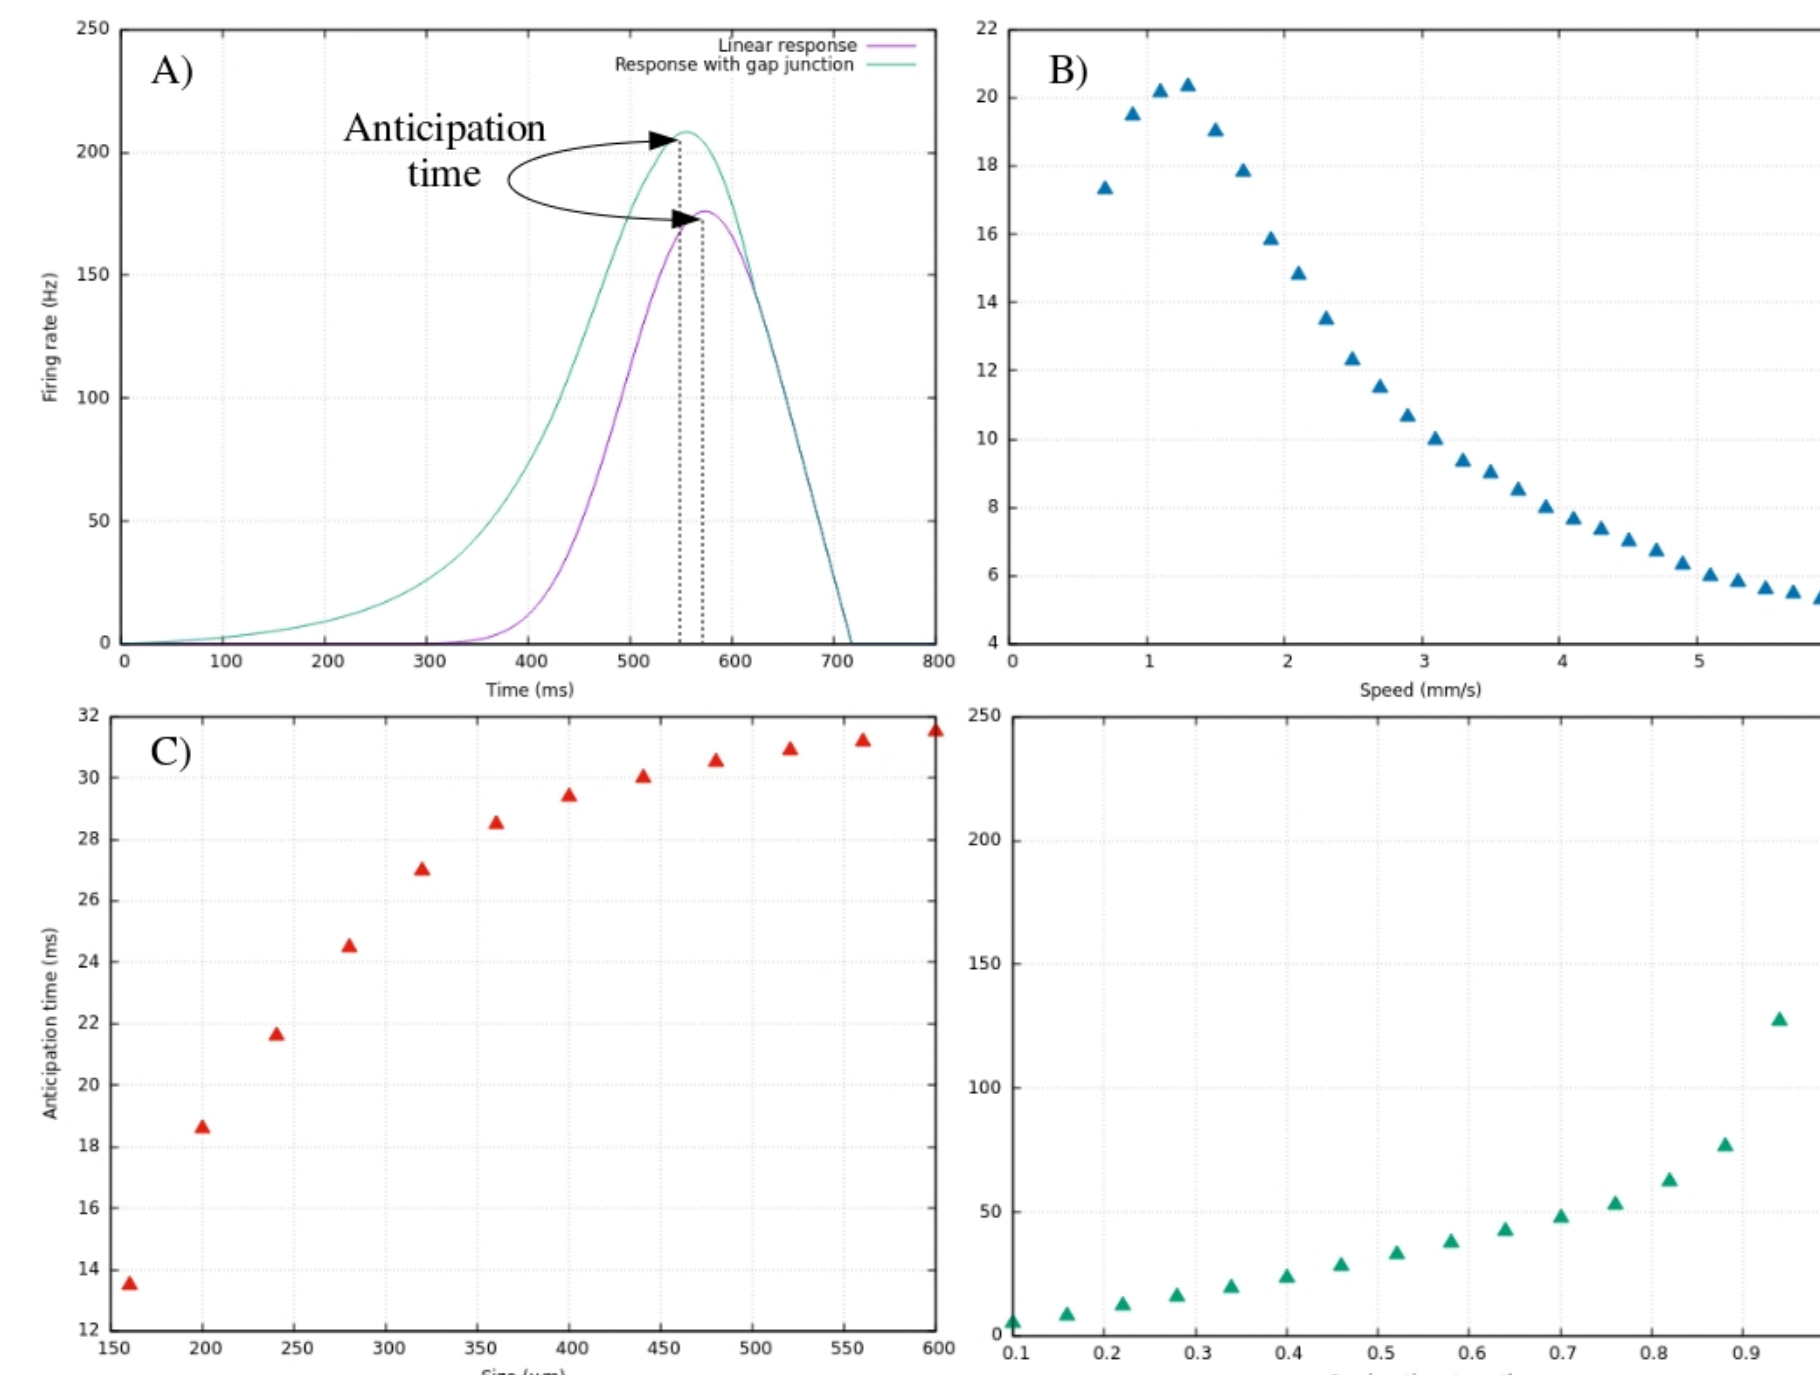 A)
Linear response
Response with gap junction
Anticipation
time
250
200
150
100
50
0
Firing rate (Hz)
0 100 200 300 400 500 600 700 800
Time (ms)
B)
22
20
18
16
14
12
10
8
6
4
0 1 2 3 4 5
Speed (mm/s)
C)
32
30
28
26
24
22
20
18
16
14
12
Anticipation time (ms)
150 200 250 300 350 400 450 500 550 600
Size (µm)
250
200
150
100
50
0
0.1 0.2 0.3 0.4 0.5 0.6 0.7 0.8 0.9